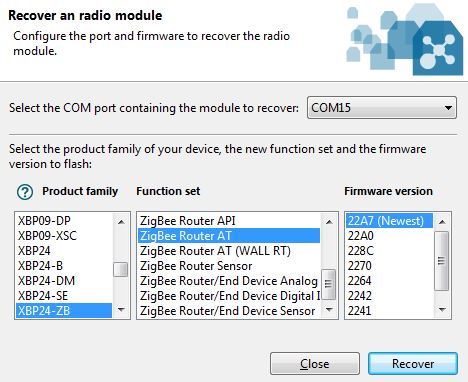 Recover an radio module
Configure the port and firmware to recover the radio
module.
Select the COM port containing the module to recover: COM15
Select the product family of your device, the new function set and the firmware
version to flash:
? Product family Function set Firmware version
XBP09-DP
XBP09-XSC
XBP24
XBP24-B
XBP24-DM
XBP24-SE
XBP24-ZB
ZigBee Router API
ZigBee Router AT
ZigBee Router AT (WALL RT)
ZigBee Router Sensor
ZigBee Router/End Device Analog
ZigBee Router/End Device Digital I
ZigBee Router/End Device Sensor
22A7 (Newest)
22A0
228C
2270
2264
2242
2241
Close Recover